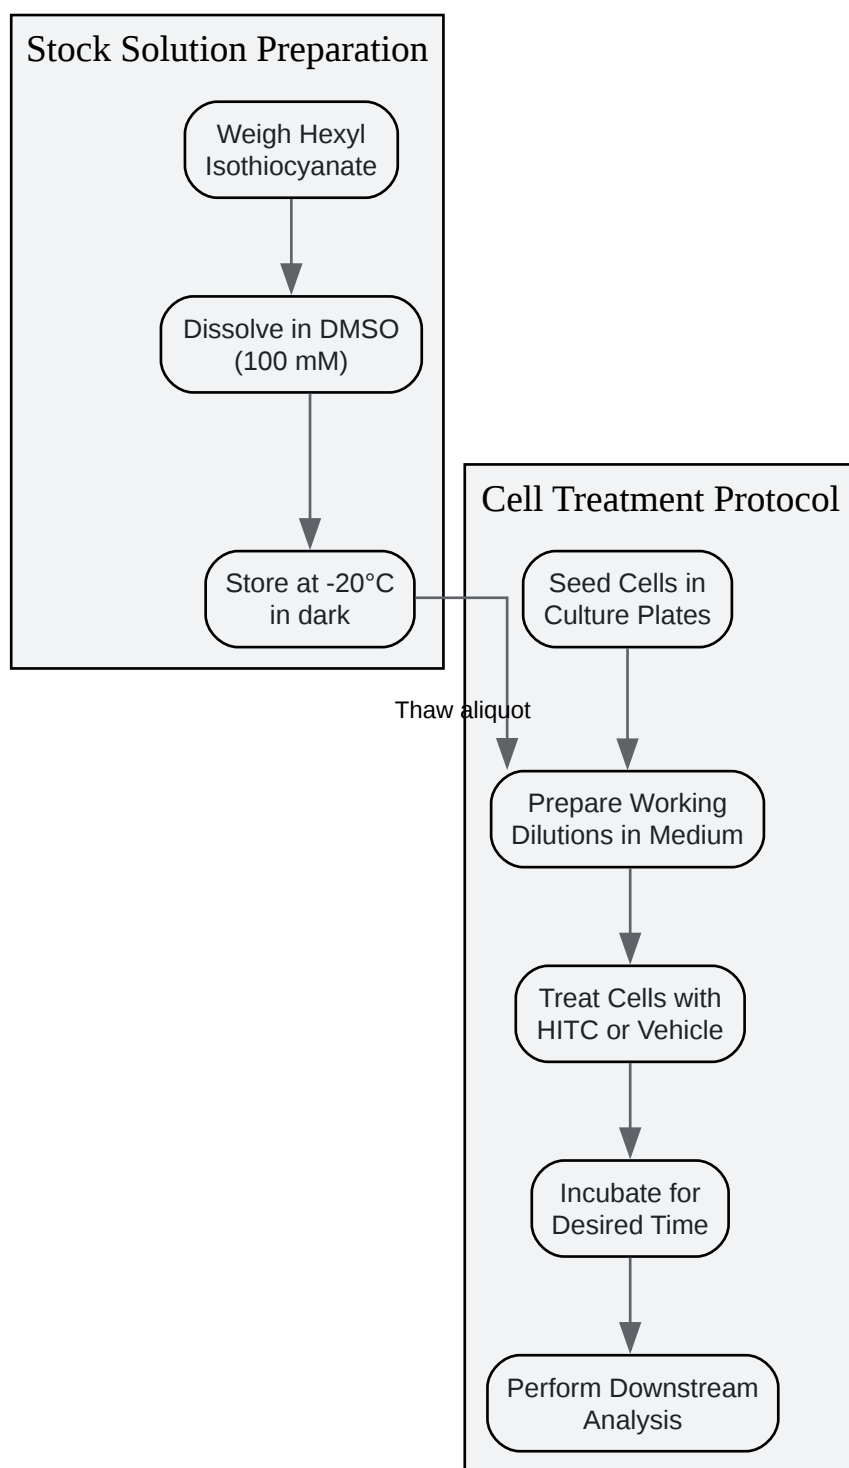 Stock Solution Preparation
Weigh Hexyl
Isothiocyanate
Dissolve in DMSO
(100 mM)
Store at -20°C
in dark
Thaw aliquot
Cell Treatment Protocol
Seed Cells in
Culture Plates
Prepare Working
Dilutions in Medium
Treat Cells with
HITC or Vehicle
Incubate for
Desired Time
Perform Downstream
Analysis